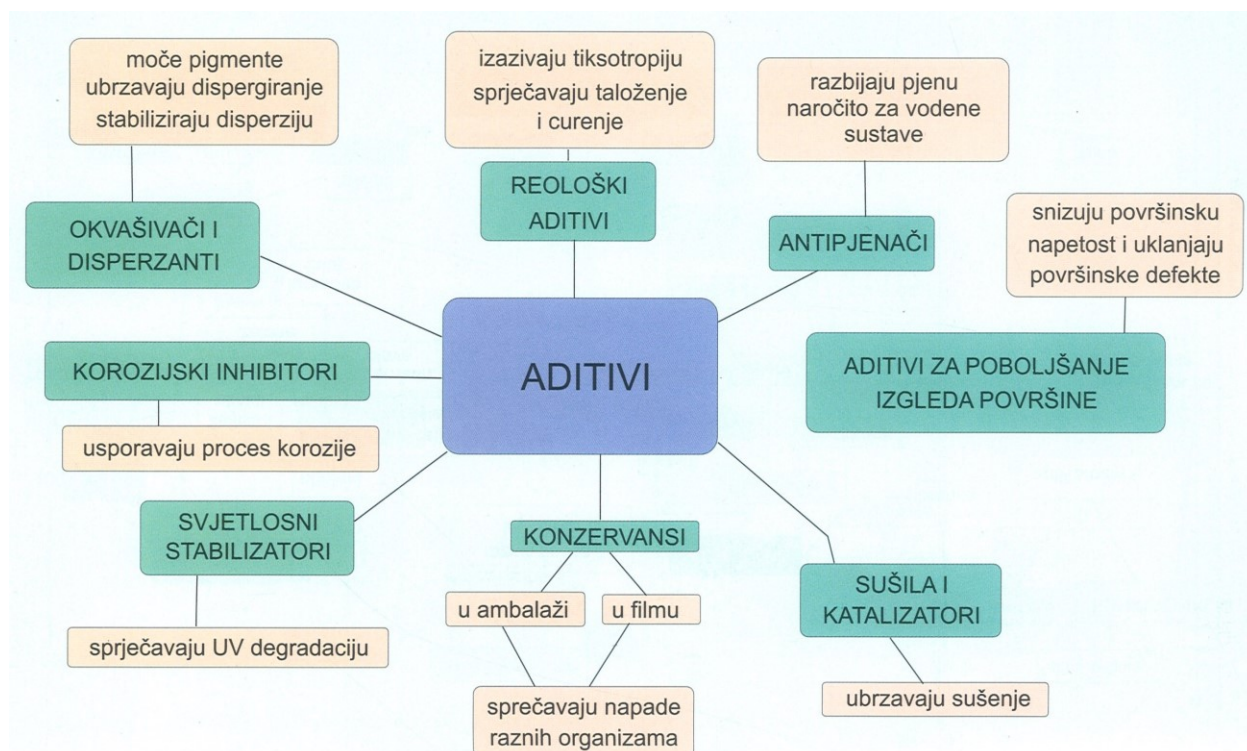 moče pigmente
ubrzavaju dispergiranje
stabiliziraju disperziju
OKVAŠIVAČI I
DISPERZANTI
izazivaju tiksotropiju
sprječavaju taloženje
i curenje
REOLOŠKI
ADITIVI
razbijaju pjenu
naročito za vodene
sustave
ANTIPJENAČI
snizuju površinsku
napetost i uklanjaju
površinske defekte
ADITIVI ZA POBOLJŠANJE
IZGLEDA POVRŠINE
ADITIVI
KOROZIJSKI INHIBITORI
usporavaju proces korozije
SVJETLOSNI
STABILIZATORI
sprječavaju UV degradaciju
KONZERVANSI
u ambalaži
u filmu
sprečavaju napade
raznih organizama
SUŠILA I
KATALIZATORI
ubrzavaju sušenje